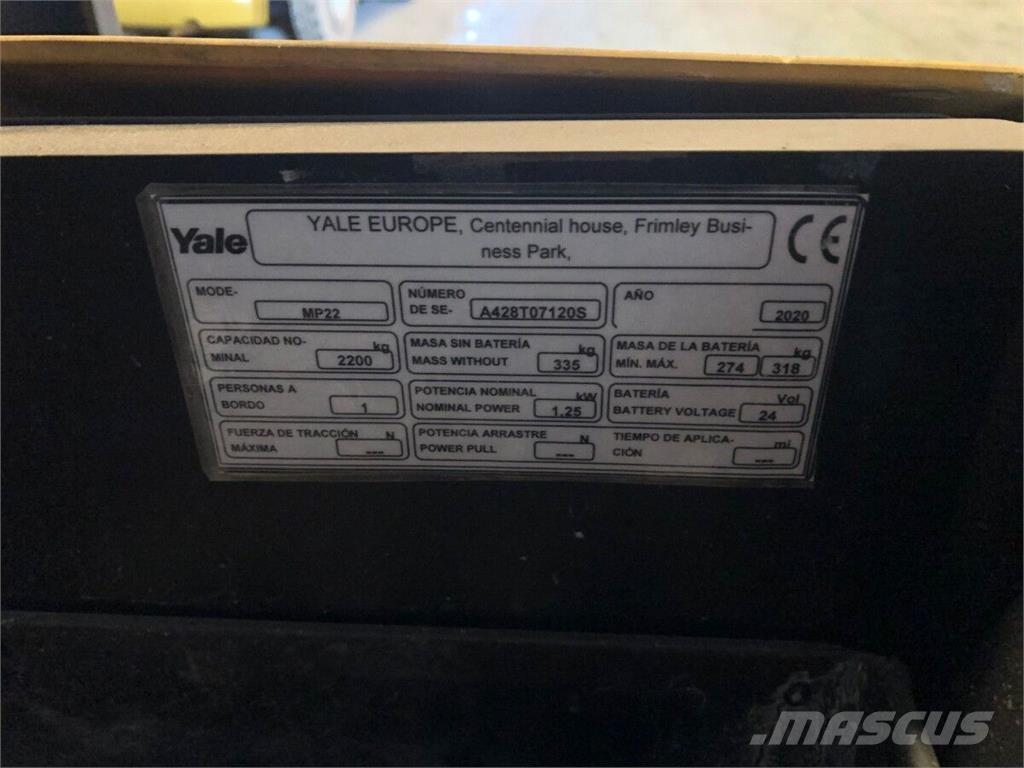 Yale
YALE EUROPE, Centennial house, Frimley Busi-
ness Park,
CE
MODE-
MP22
NÚMERO
DE SE-
A428T07120S
AÑO
2020
CAPACIDAD NO-
MINAL
kg
2200
MASA SIN BATERÍA
MASS WITHOUT
kg
335
MASA DE LA BATERÍA
MÍN. MÁX.
kg
274
318
PERSONAS A
BORDO
1
POTENCIA NOMINAL
NOMINAL POWER
kW
1.25
BATERÍA
BATTERY VOLTAGE
Vol
24
FUERZA DE TRACCIÓN
MÁXIMA
N
---
POTENCIA ARRASTRE
POWER PULL
N
---
TIEMPO DE APLICA-
CIÓN
mi
---
MASCUS